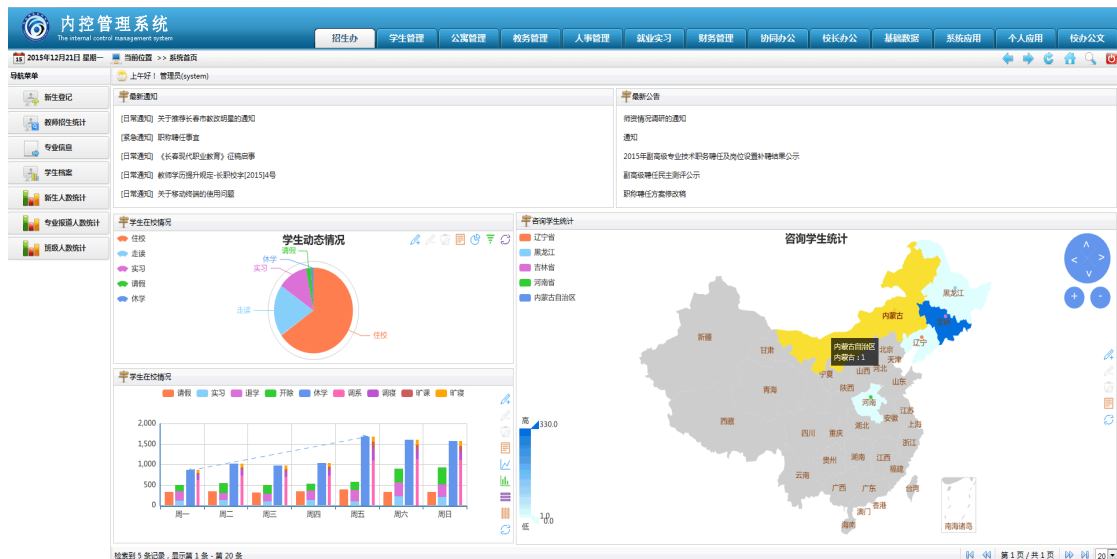 内控管理系统
The internal control management system
招生办 学生管理 公寓管理 教务管理 人事管理 就业实习 财务管理 协同办公 校长办公 基础数据 系统应用 个人应用 校办公文
15 2015年12月21日 星期一 当前位置 >> 系统首页
导航菜单
上午好！ 管理员(system)
新生登记
教师招生统计
专业信息
学生档案
新生人数统计
专业报道人数统计
班级人数统计
最新通知
[日常通知] 关于推荐长春市教改明星的通知
[紧急通知] 职称聘任事宜
[日常通知] 《长春现代职业教育》征稿启事
[日常通知] 教师学历提升规定-长职校字[2015]4号
[日常通知] 关于移动终端的使用问题
最新公告
师资情况调研的通知
通知
2015年副高级专业技术职务聘任及岗位设置补聘结果公示
副高级聘任民主测评公示
职称聘任方案修改稿
学生在校情况
学生动态情况
住校
走读
实习
请假
休学
请假
休学
实习
走读
住校
学生在校情况
请假 实习 退学 开除 休学 调系 调寝 旷课 旷寝
2,000
1,500
1,000
500
0
周一 周二 周三 周四 周五 周六 周日
咨询学生统计
咨询学生统计
辽宁省
黑龙江
吉林省
河南省
内蒙古自治区
黑龙江
内蒙古
辽宁
新疆
甘肃
内蒙古自治区
内蒙古 : 1
北京
天津
宁夏
山西
河北
青海
陕西
山东
河南
西藏
江苏
安徽
上海
四川
重庆
湖北
浙江
贵州
湖南
江西
云南
福建
广西
广东
台湾
香港
澳门
海南
南海诸岛
高
330.0
1.0
0.0
低
检索到 5 条记录，显示第 1 条 - 第 20 条
第 1 页 / 共 1 页 20